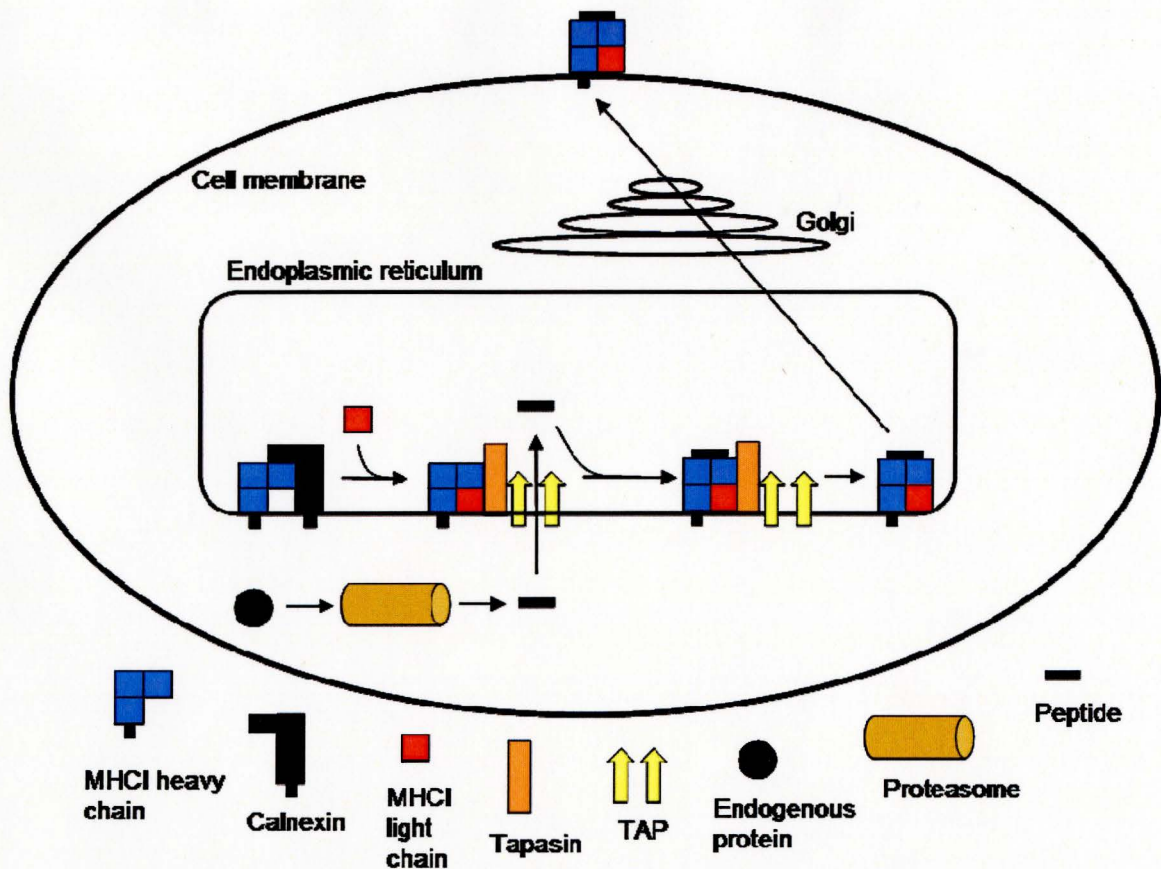 Cell membrane
Golgi
Endoplasmic reticulum
MHCI heavy
chain
Calnexin
MHCI
light
chain
Tapasin
TAP
Endogenous
protein
Proteasome
Peptide